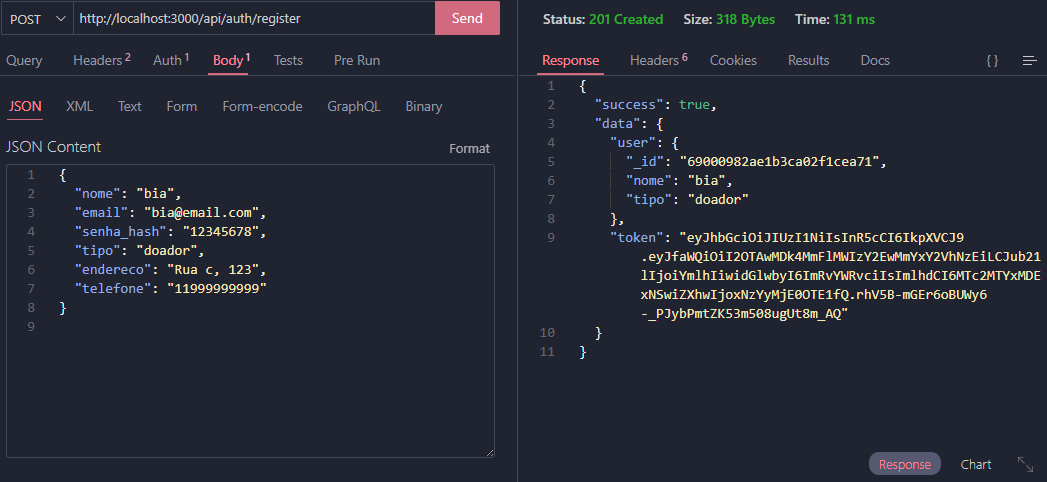 POST http://localhost:3000/api/auth/register Send
Query Headers 2 Auth 1 Body 1 Tests Pre Run
JSON XML Text Form Form-encode GraphQL Binary
JSON Content Format
1 {
2 "nome": "bia",
3 "email": "bia@email.com",
4 "senha_hash": "12345678",
5 "tipo": "doador",
6 "endereco": "Rua c, 123",
7 "telefone": "11999999999"
8 }
9
Status: 201 Created Size: 318 Bytes Time: 131 ms
Response Headers 6 Cookies Results Docs {}
1 {
2 "success": true,
3 "data": {
4 "user": {
5 "_id": "69000982ae1b3ca02f1cea71",
6 "nome": "bia",
7 "tipo": "doador"
8 },
9 "token": "eyJhbGciOiJIUzI1NiIsInR5cCI6IkpXVCJ9
.eyJfaWQiOiI2OTAwMDk4MmFlMWIzY2EwMmYxY2VhNzEiLCJub21
lIjoiYmlhIiwidGlwbyI6ImRvYWRvciIsImlhdCI6MTc2MTYxMDE
xNSwiZXhwIjoxNzYyMjE0OTE1fQ.rhV5B-mGEr6oBUWy6
-_PJybPmtZK53m508ugUt8m_AQ"
10 }
11 }
Response Chart